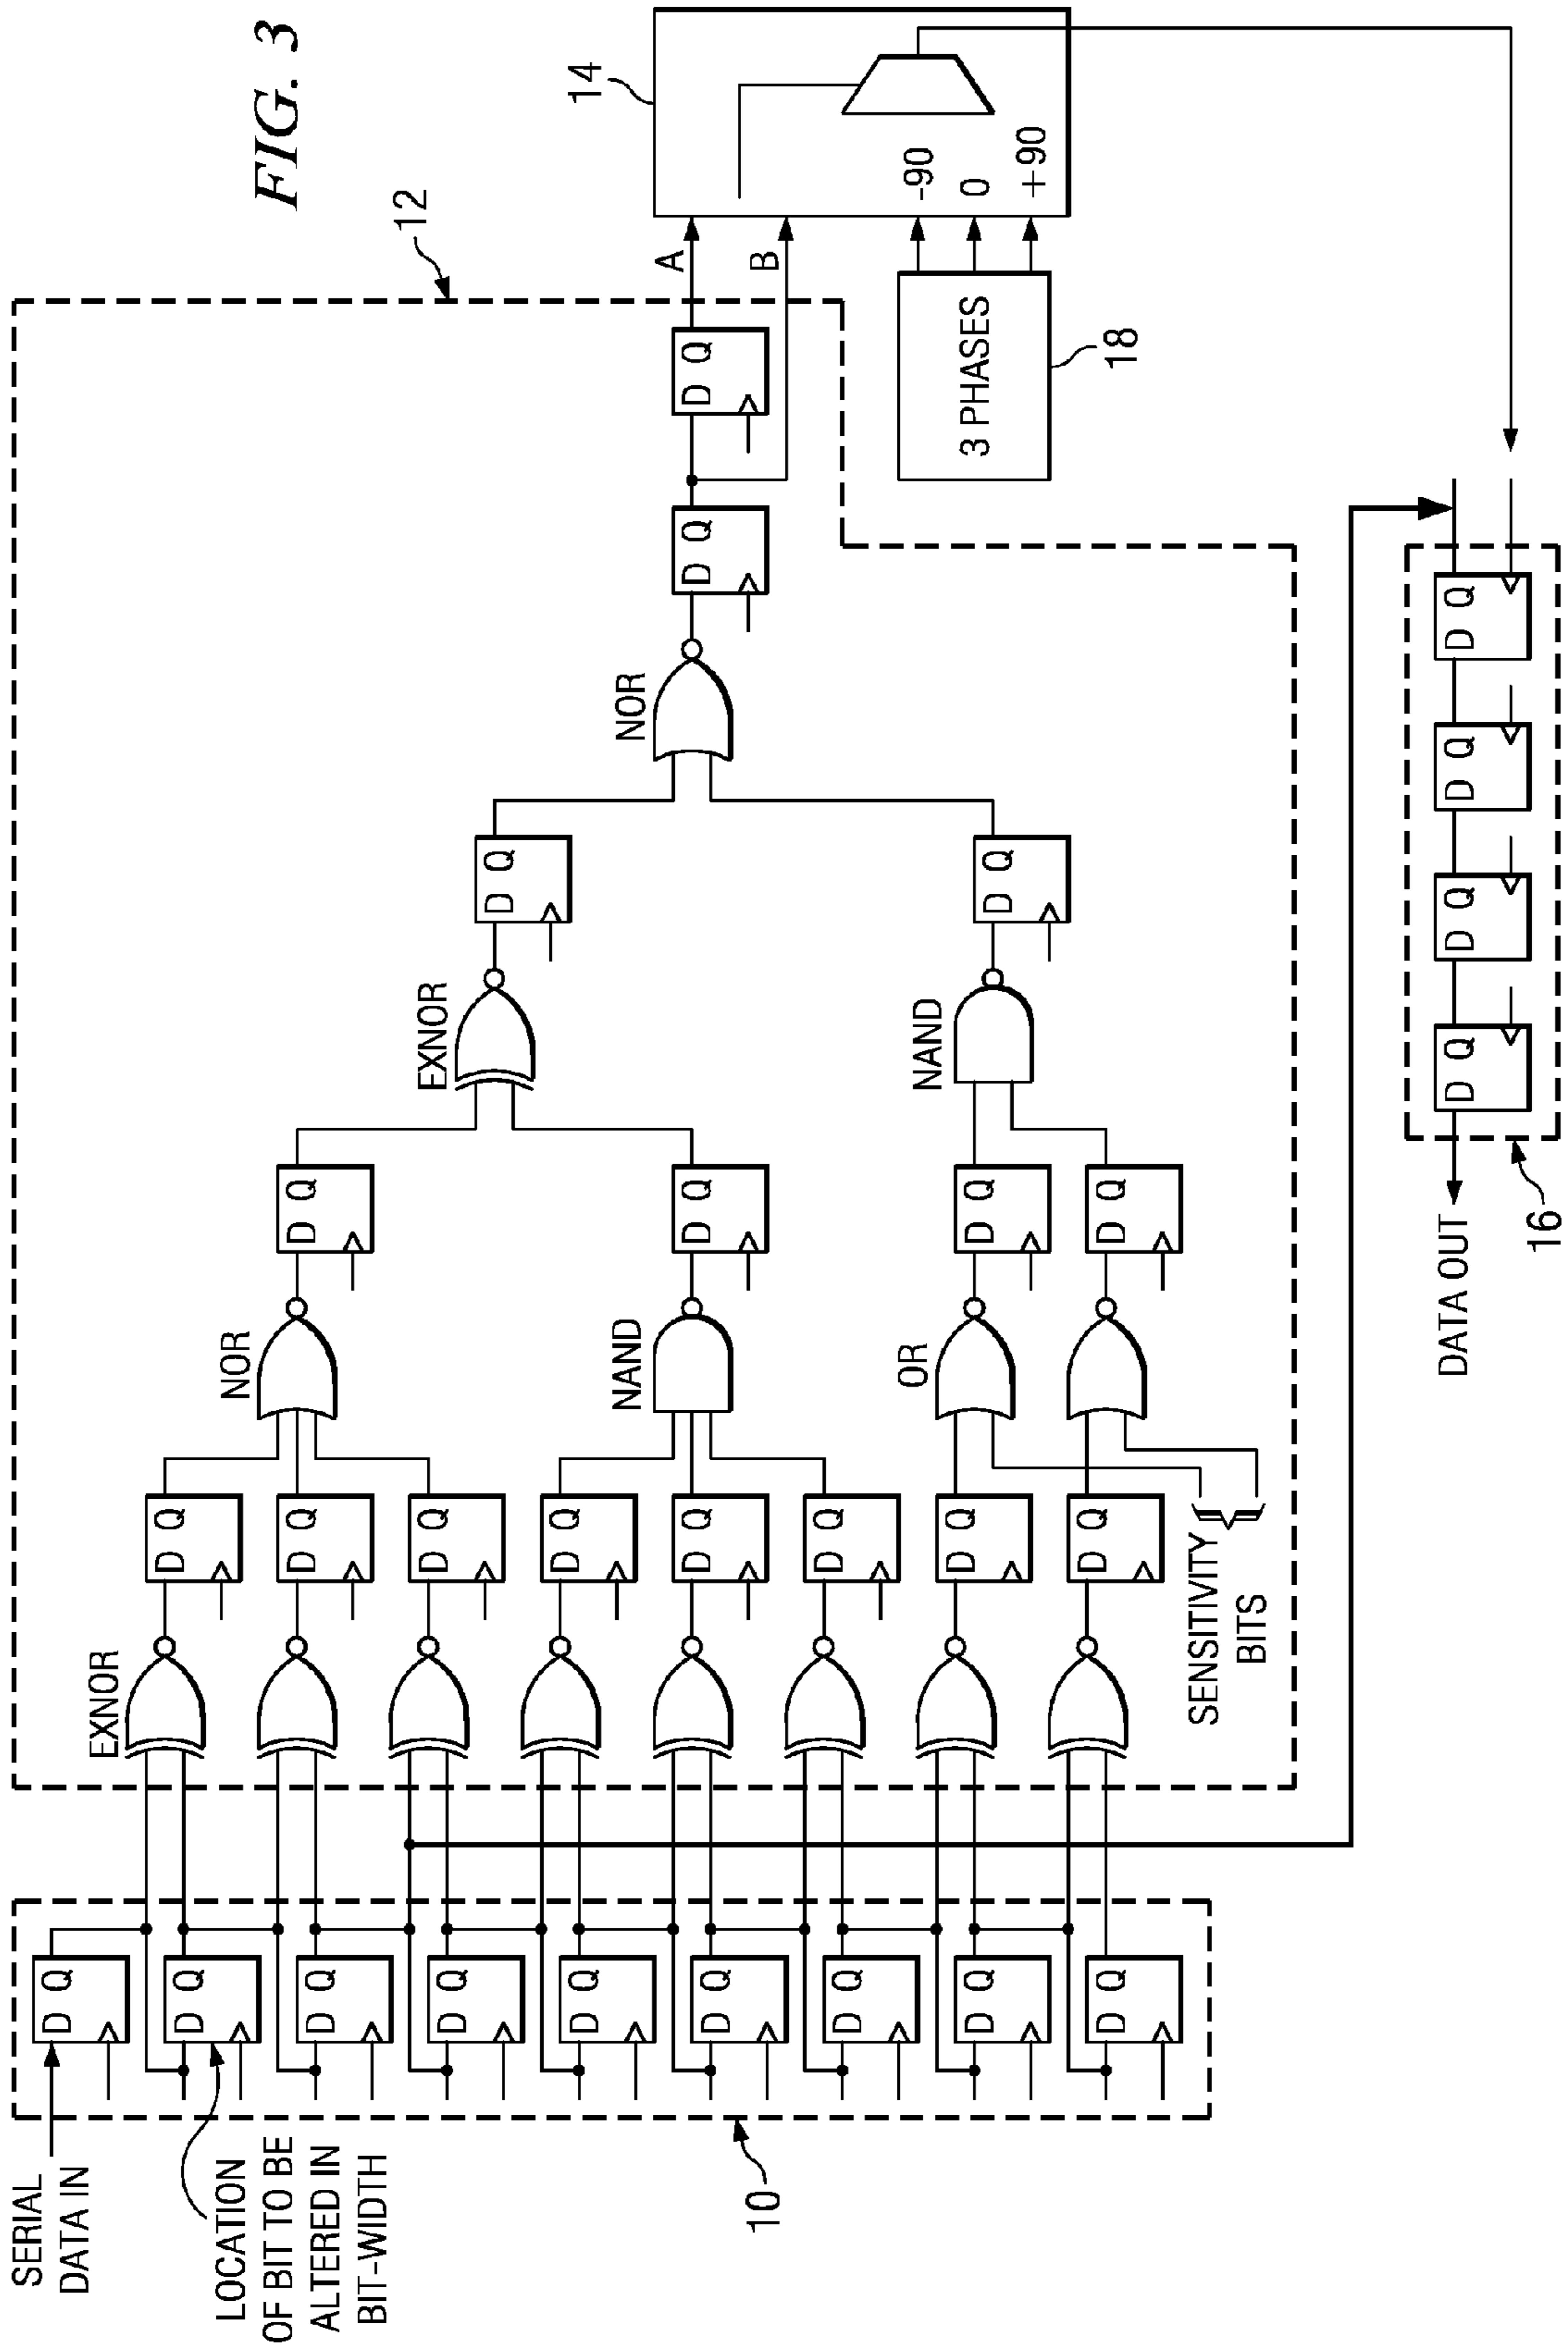 FIG. 3
SERIAL
DATA IN
LOCATION
OF BIT TO BE
ALTERED IN
BIT-WIDTH
10
D Q
D Q
D Q
D Q
D Q
D Q
D Q
D Q
D Q
EXNOR
D Q
D Q
D Q
D Q
D Q
D Q
D Q
D Q
SENSITIVITY
BITS
NOR
NAND
OR
D Q
D Q
D Q
D Q
EXNOR
NAND
D Q
D Q
NOR
D Q
D Q
12
A
B
14
-90
0
+90
3 PHASES
18
D Q
D Q
D Q
D Q
DATA OUT
16